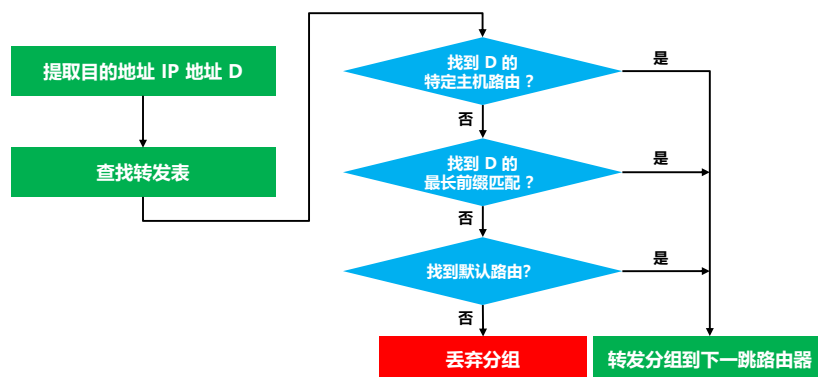 提取目的地址 IP 地址 D
查找转发表
找到 D 的
特定主机路由？
是
否
找到 D 的
最长前缀匹配？
是
否
找到默认路由?
是
否
丢弃分组
转发分组到下一跳路由器